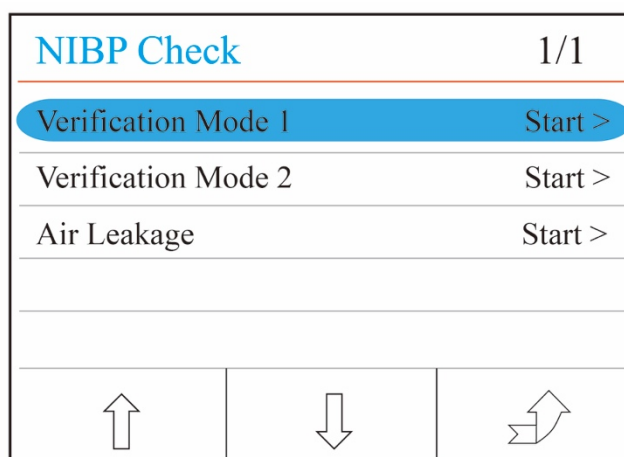 NIBP Check 1/1
Verification Mode 1 Start >
Verification Mode 2 Start >
Air Leakage Start >